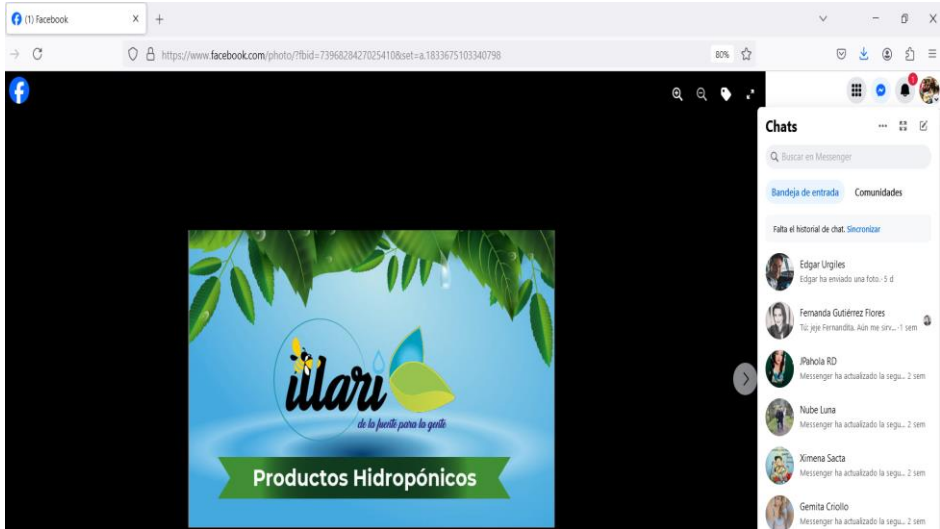 (1) Facebook
https://www.facebook.com/photo/?fbid=7396828427025410&set=a.1833675103340798
80%
1
Chats
Buscar en Messenger
Bandeja de entrada
Comunidades
Falta el historial de chat. Sincronizar
Edgar Urgiles
Edgar ha enviado una foto.· 5 d
Fernanda Gutiérrez Flores
Tú: jeje Fernandita. Aún me sirv... · 1 sem
JPahola RD
Messenger ha actualizado la segu... 2 sem
Nube Luna
Messenger ha actualizado la segu... 2 sem
Ximena Sacta
Messenger ha actualizado la segu... 2 sem
Gemita Criollo
Messenger ha actualizado la segu... 2 sem
illari
de la fuente para la gente
Productos Hidropónicos